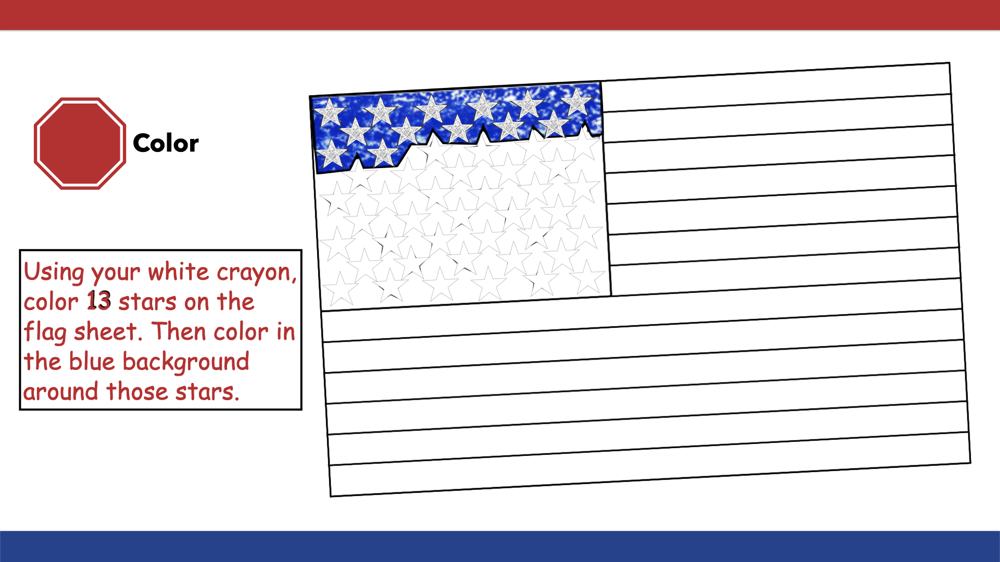 Color
Using your white crayon,
color 13 stars on the
flag sheet. Then color in
the blue background
around those stars.